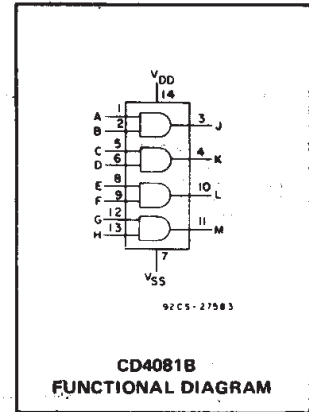 VDD
14
A 1
B 2
3 J
C 5
D 6
4 K
E 8
F 9
10 L
G 12
H 13
11 M
7
VSS
92CS-27583
CD4081B
FUNCTIONAL DIAGRAM